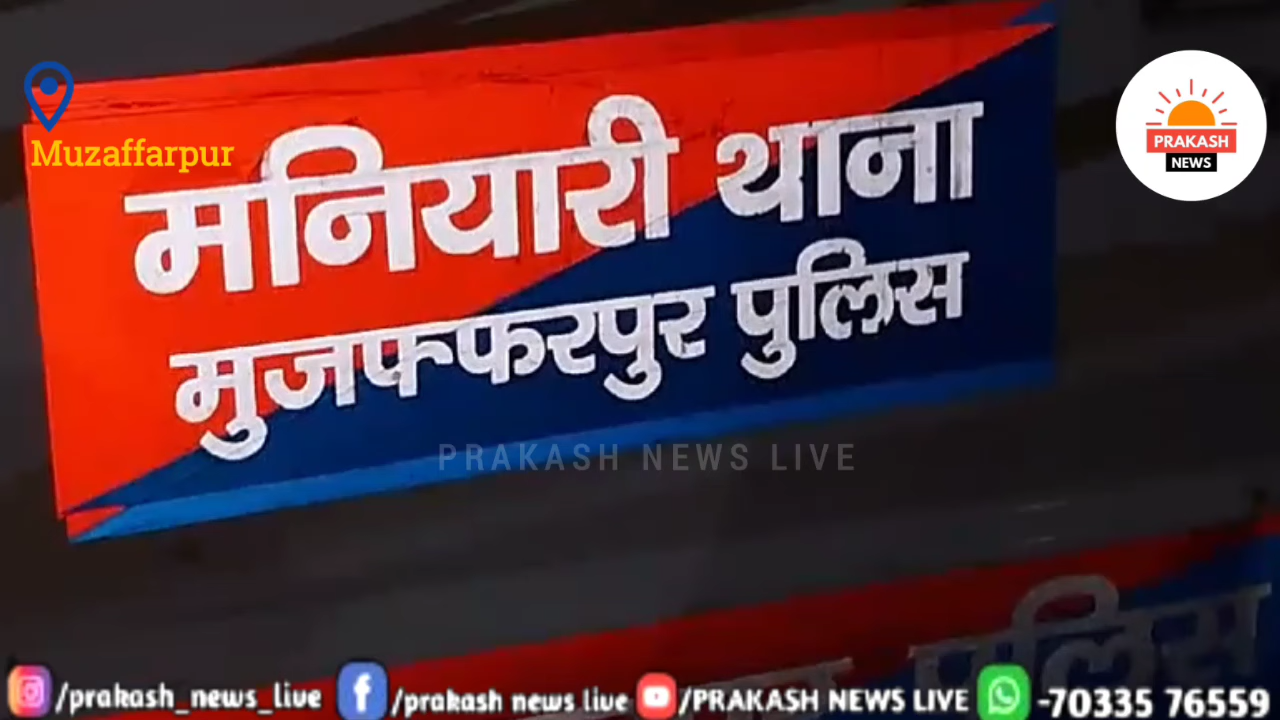 Muzaffarpur
मनियारी थाना
मुजफ्फरपुर पुलिस
PRAKASH
NEWS
PRAKASH NEWS LIVE
पुलिस
/prakash_news_live /prakash news live /PRAKASH NEWS LIVE -70335 76559